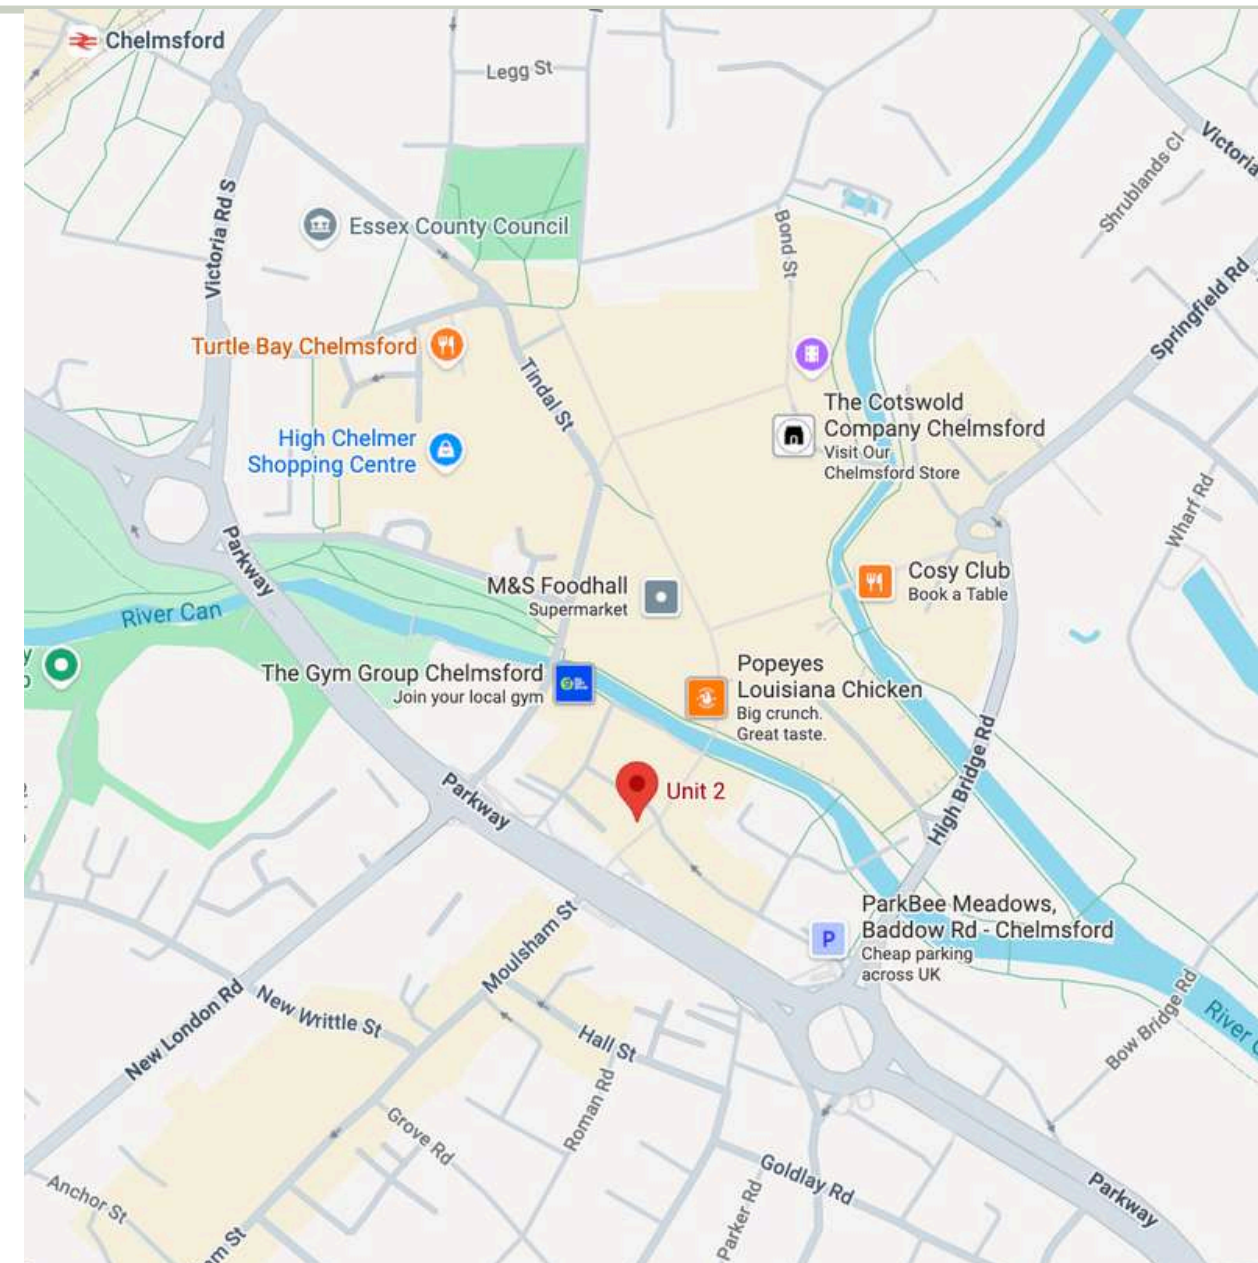 Chelmsford
Legg St
Victoria
Shrublands Cl
Victoria Rd S
Essex County Council
Bond St
Springfield Rd
Turtle Bay Chelmsford
Tindal St
The Cotswold
Company Chelmsford
Visit Our
Chelmsford Store
High Chelmer
Shopping Centre
Wharf Rd
Parkway
M&S Foodhall
Supermarket
Cosy Club
Book a Table
River Can
y
The Gym Group Chelmsford
Join your local gym
Popeyes
Louisiana Chicken
Big crunch.
Great taste.
Unit 2
Parkway
High Bridge Rd
ParkBee Meadows,
Baddow Rd - Chelmsford
Cheap parking
across UK
P
Moulsham St
New London Rd
New Writtle St
Hall St
Bow Bridge Rd
River
Roman Rd
Grove Rd
Goldlay Rd
Parker Rd
Parkway
Anchor St
am St